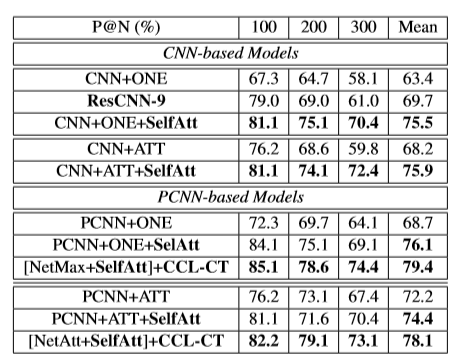 P@N (%) 100 200 300 Mean
CNN-based Models
CNN+ONE 67.3 64.7 58.1 63.4
ResCNN-9 79.0 69.0 61.0 69.7
CNN+ONE+SelfAtt 81.1 75.1 70.4 75.5
CNN+ATT 76.2 68.6 59.8 68.2
CNN+ATT+SelfAtt 81.1 74.1 72.4 75.9
PCNN-based Models
PCNN+ONE 72.3 69.7 64.1 68.7
PCNN+ONE+SelAtt 84.1 75.1 69.1 76.1
[NetMax+SelfAtt]+CCL-CT 85.1 78.6 74.4 79.4
PCNN+ATT 76.2 73.1 67.4 72.2
PCNN+ATT+SelfAtt 81.1 71.6 70.4 74.4
[NetAtt+SelfAtt]+CCL-CT 82.2 79.1 73.1 78.1